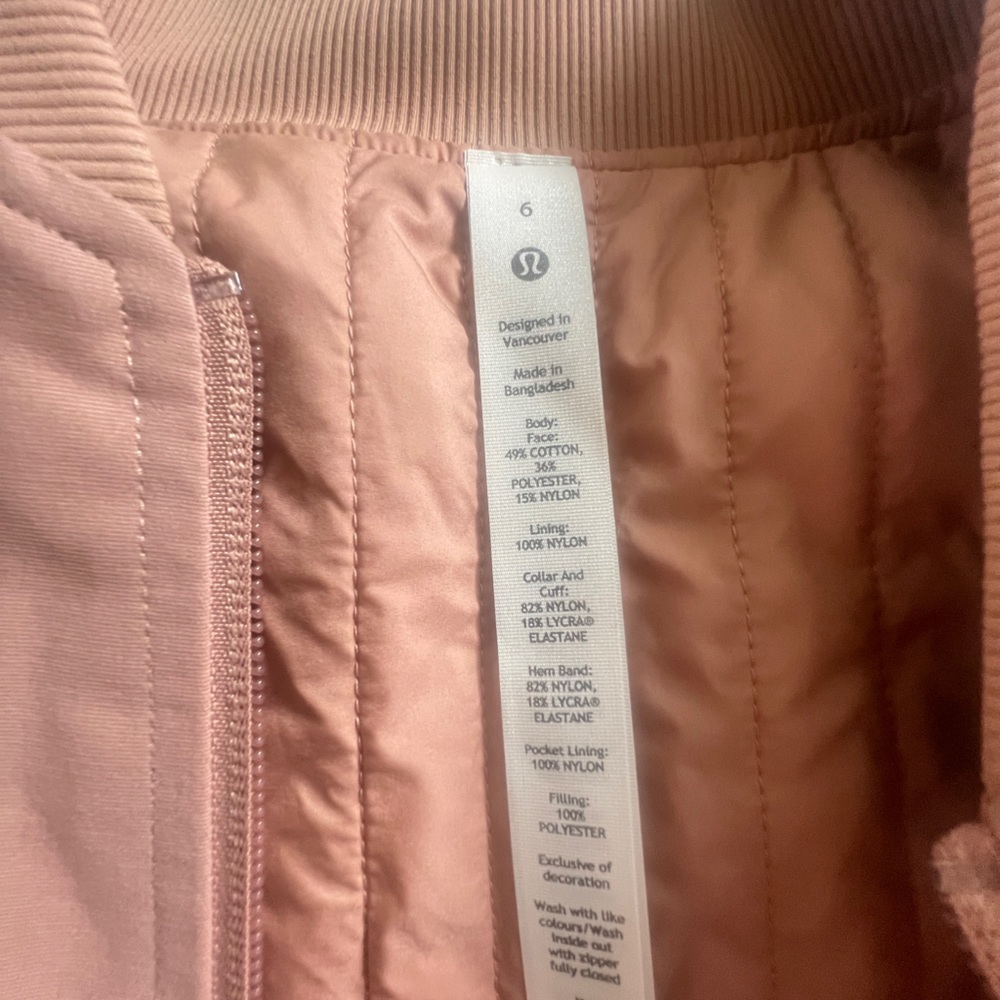 6
Designed in
Vancouver
Made in
Bangladesh
Body:
Face:
49% COTTON,
36%
POLYESTER,
15% NYLON
Lining:
100% NYLON
Collar And
Cuff:
82% NYLON,
18% LYCRA®
ELASTANE
Hem Band:
82% NYLON,
18% LYCRA®
ELASTANE
Pocket Lining:
100% NYLON
Filling:
100%
POLYESTER
Exclusive of
decoration
Wash with like
colours/Wash
inside out
with zipper
fully closed